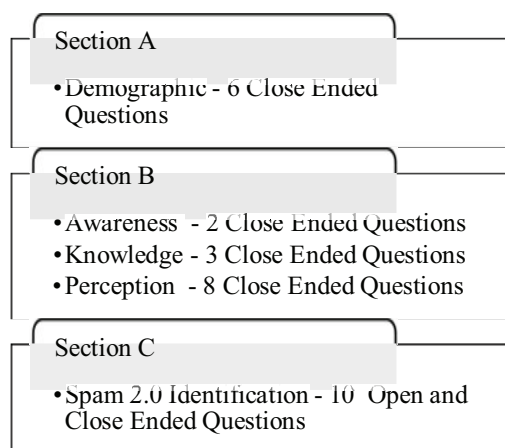 Section A
•Demographic - 6 Close Ended
Questions
Section B
•Awareness - 2 Close Ended Questions
•Knowledge - 3 Close Ended Questions
•Perception - 8 Close Ended Questions
Section C
•Spam 2.0 Identification - 10 Open and
Close Ended Questions